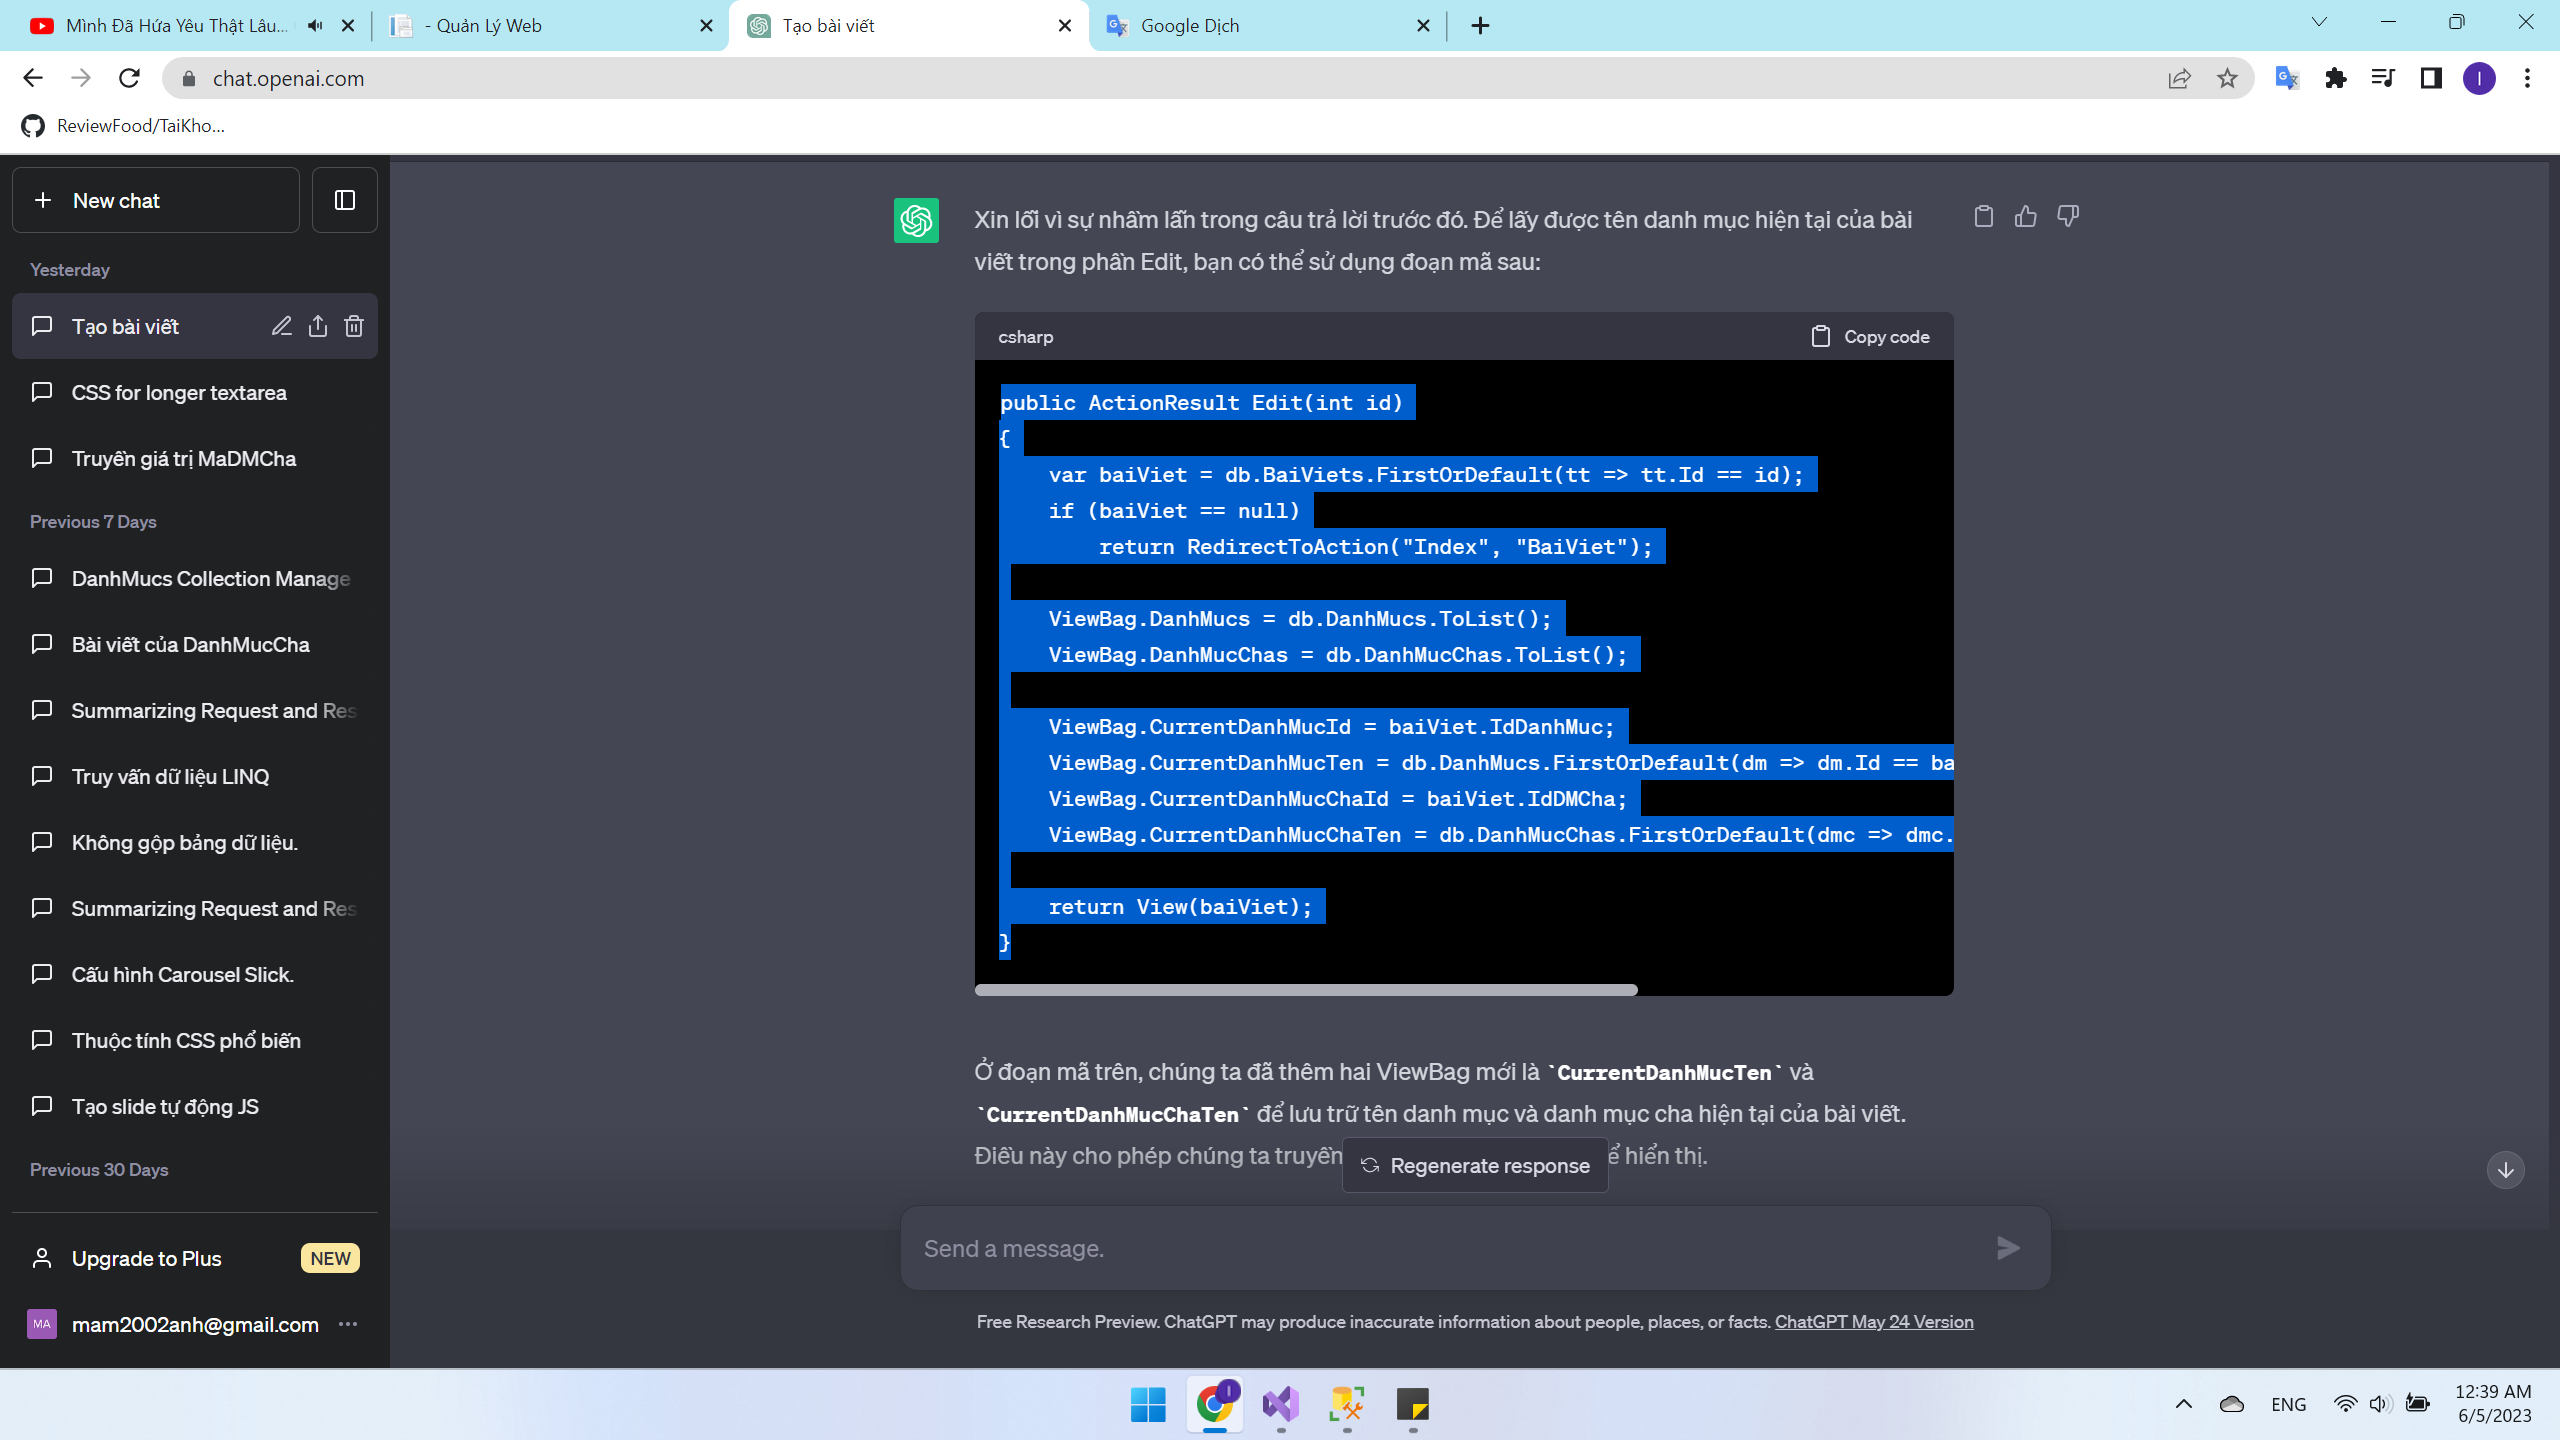 Mình Đã Hứa Yêu Thật Lâu...
- Quản Lý Web
Tạo bài viết
Google Dịch
chat.openai.com
I
ReviewFood/TaiKho...
New chat
Yesterday
Tạo bài viết
CSS for longer textarea
Truyền giá trị MaDMCha
Previous 7 Days
DanhMucs Collection Manage
Bài viết của DanhMucCha
Summarizing Request and Res
Truy vấn dữ liệu LINQ
Không gộp bảng dữ liệu.
Summarizing Request and Res
Cấu hình Carousel Slick.
Thuộc tính CSS phổ biến
Tạo slide tự động JS
Previous 30 Days
Upgrade to Plus NEW
MA mam2002anh@gmail.com
Xin lỗi vì sự nhầm lẫn trong câu trả lời trước đó. Để lấy được tên danh mục hiện tại của bài
viết trong phần Edit, bạn có thể sử dụng đoạn mã sau:
csharp
Copy code
public ActionResult Edit(int id)
{
var baiViet = db.BaiViets.FirstOrDefault(tt => tt.Id == id);
if (baiViet == null)
return RedirectToAction("Index", "BaiViet");
ViewBag.DanhMucs = db.DanhMucs.ToList();
ViewBag.DanhMucChas = db.DanhMucChas.ToList();
ViewBag.CurrentDanhMucId = baiViet.IdDanhMuc;
ViewBag.CurrentDanhMucTen = db.DanhMucs.FirstOrDefault(dm => dm.Id == ba
ViewBag.CurrentDanhMucChaId = baiViet.IdDMCha;
ViewBag.CurrentDanhMucChaTen = db.DanhMucChas.FirstOrDefault(dmc => dmc.
return View(baiViet);
}
Ở đoạn mã trên, chúng ta đã thêm hai ViewBag mới là `CurrentDanhMucTen` và
`CurrentDanhMucChaTen` để lưu trữ tên danh mục và danh mục cha hiện tại của bài viết.
Điều này cho phép chúng ta truyền ể hiển thị.
Regenerate response
Send a message.
Free Research Preview. ChatGPT may produce inaccurate information about people, places, or facts. ChatGPT May 24 Version
ENG
12:39 AM
6/5/2023